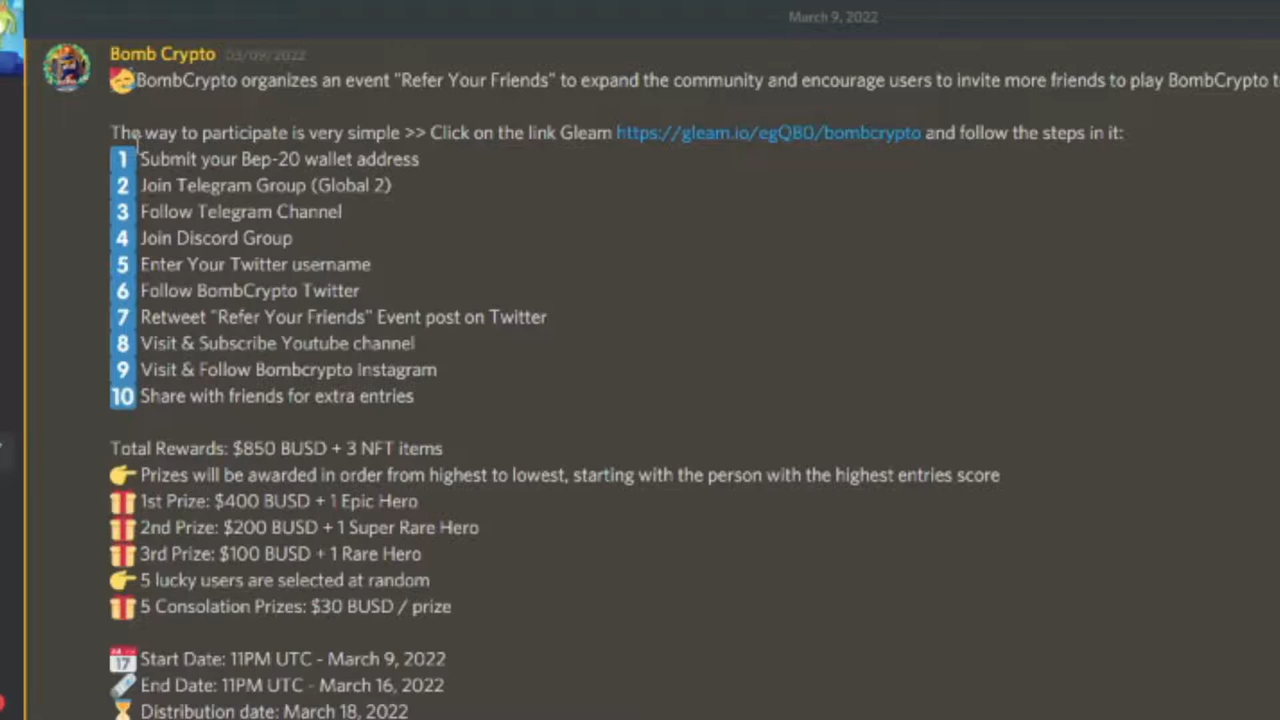 March 9, 2022
Bomb Crypto 03/09/2022
BombCrypto organizes an event "Refer Your Friends" to expand the community and encourage users to invite more friends to play BombCrypto t
The way to participate is very simple >> Click on the link Gleam https://gleam.io/egQB0/bombcrypto and follow the steps in it:
1 Submit your Bep-20 wallet address
2 Join Telegram Group (Global 2)
3 Follow Telegram Channel
4 Join Discord Group
5 Enter Your Twitter username
6 Follow BombCrypto Twitter
7 Retweet "Refer Your Friends" Event post on Twitter
8 Visit & Subscribe Youtube channel
9 Visit & Follow Bombcrypto Instagram
10 Share with friends for extra entries
Total Rewards: $850 BUSD + 3 NFT items
Prizes will be awarded in order from highest to lowest, starting with the person with the highest entries score
1st Prize: $400 BUSD + 1 Epic Hero
2nd Prize: $200 BUSD + 1 Super Rare Hero
3rd Prize: $100 BUSD + 1 Rare Hero
5 lucky users are selected at random
5 Consolation Prizes: $30 BUSD / prize
Start Date: 11PM UTC - March 9, 2022
End Date: 11PM UTC - March 16, 2022
Distribution date: March 18, 2022